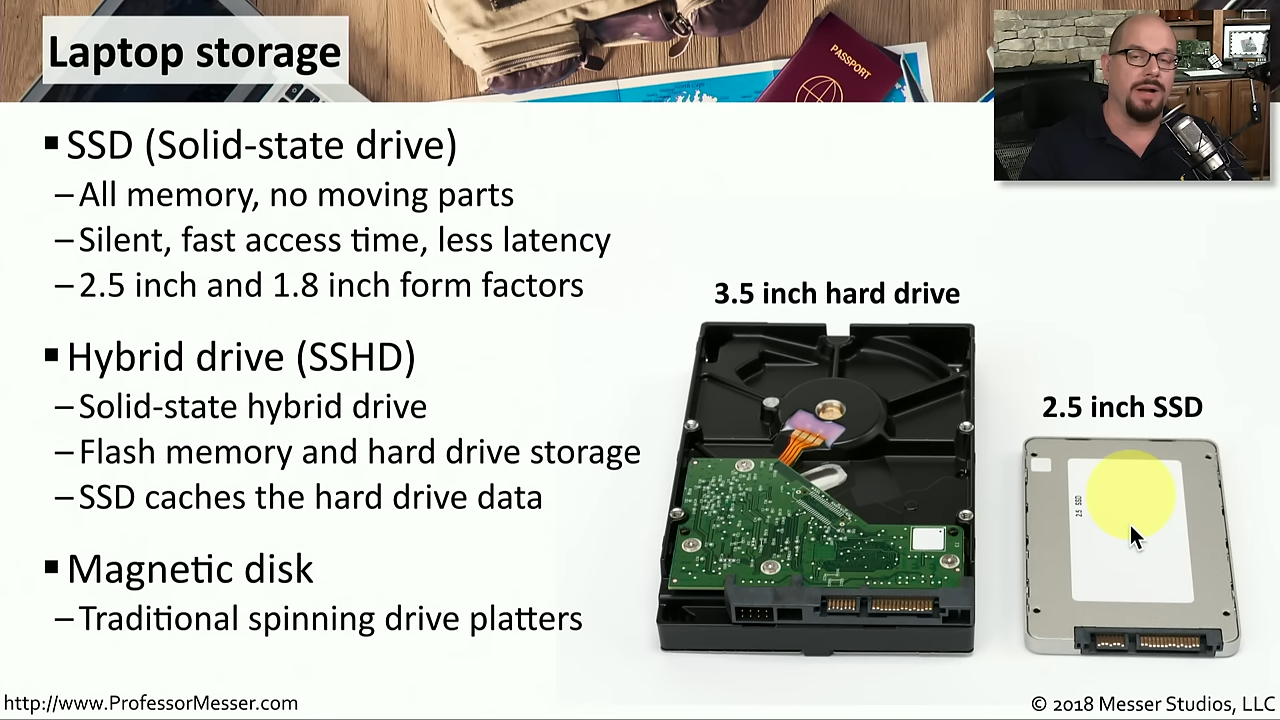 Laptop storage
PASSPORT
▪ SSD (Solid-state drive)
– All memory, no moving parts
– Silent, fast access time, less latency
– 2.5 inch and 1.8 inch form factors
▪ Hybrid drive (SSHD)
– Solid-state hybrid drive
– Flash memory and hard drive storage
– SSD caches the hard drive data
▪ Magnetic disk
– Traditional spinning drive platters
3.5 inch hard drive
2.5 inch SSD
2.5 SSD
http://www.ProfessorMesser.com
© 2018 Messer Studios, LLC